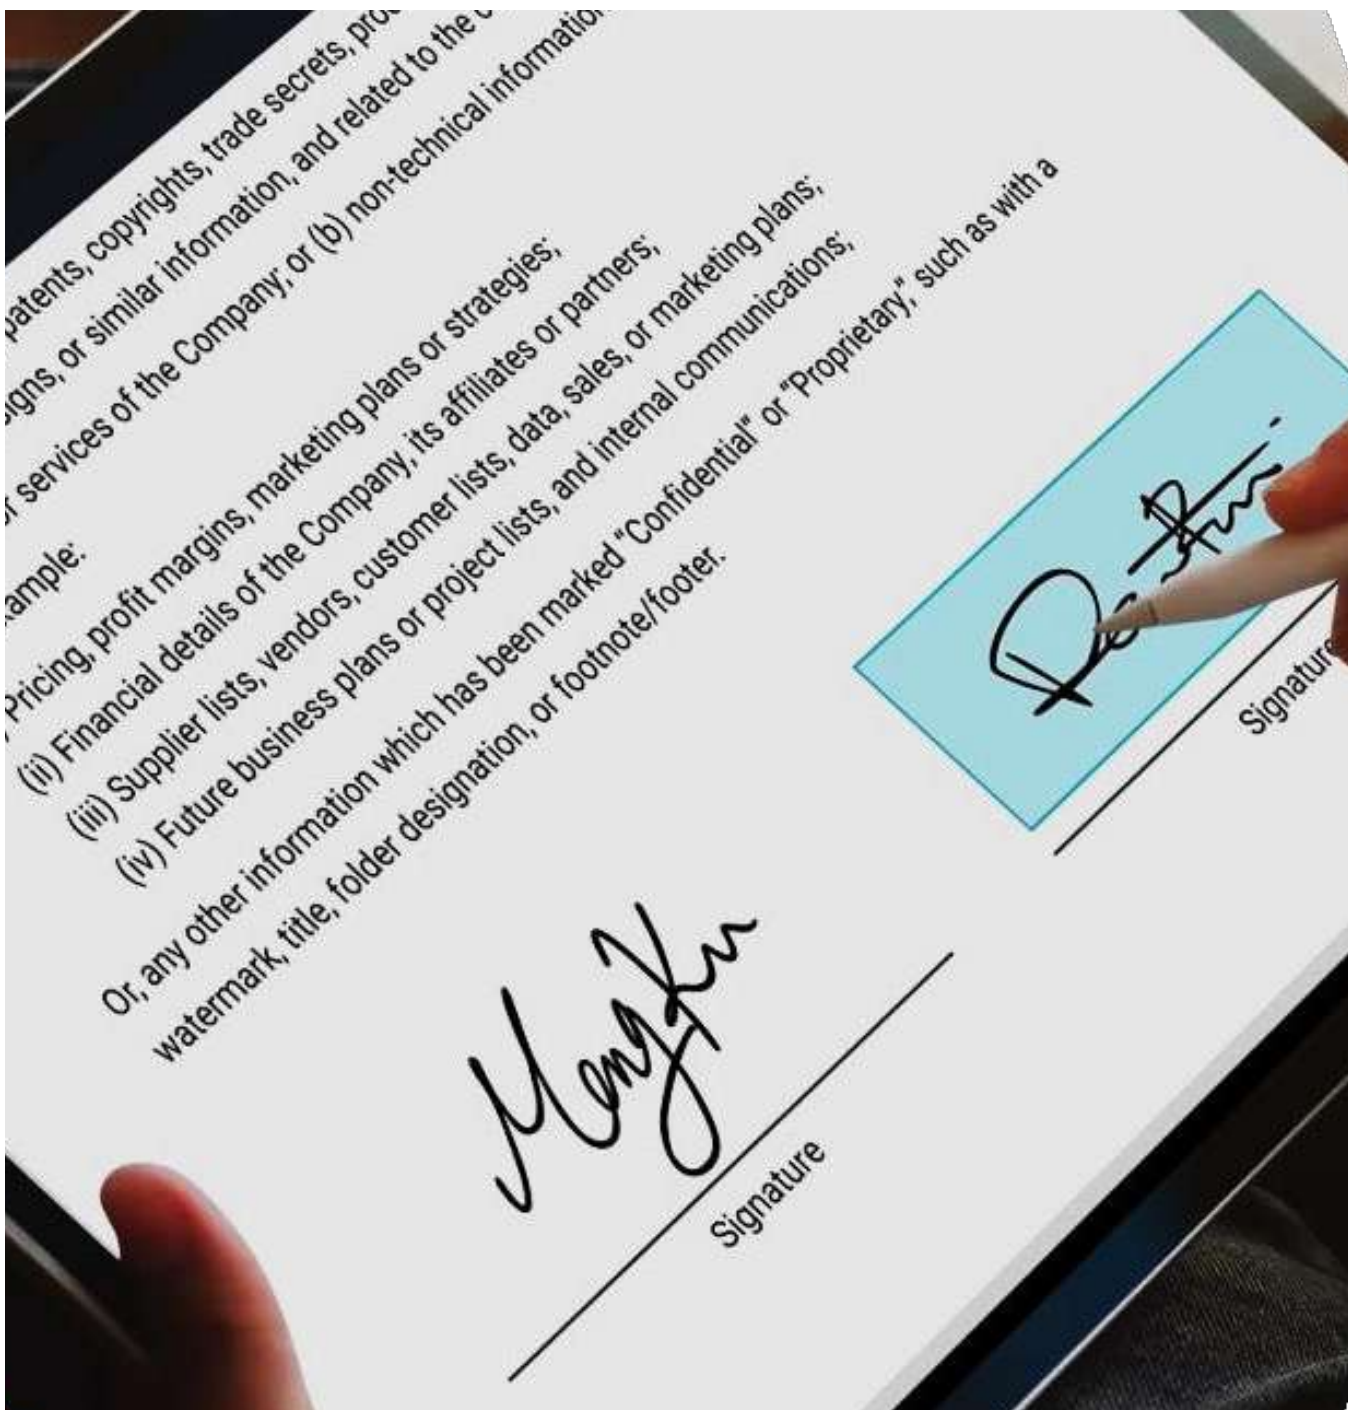 patents, copyrights, trade secrets,
or similar information, and related to the
services of the Company; or (b) non-technical information
Pricing, profit margins, marketing plans or strategies;
(ii) Financial details of the Company, its affiliates or partners;
(iii) Supplier lists, vendors, customer lists, data, sales, or marketing plans;
(iv) Future business plans or project lists, and internal communications;
Or, any other information which has been marked “Confidential” or “Proprietary,” such as with a
watermark, title, folder designation, or footnote/footer.
Meng
Signature
Signature